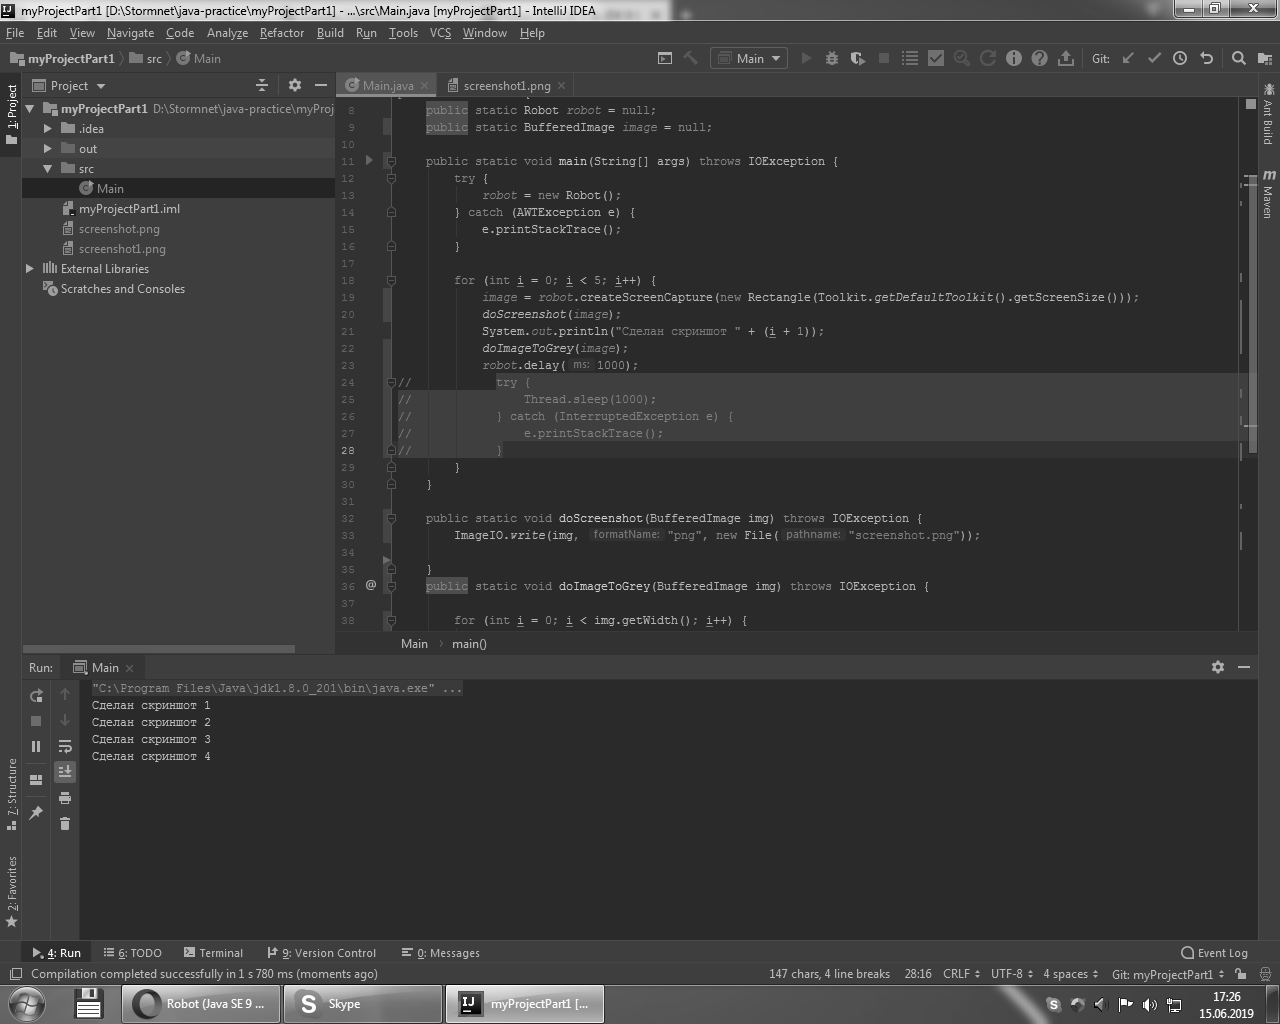 myProjectPart1 [D:\Stormnet\java-practice\myProjectPart1] - ...\src\Main.java [myProjectPart1] - IntelliJ IDEA
File Edit View Navigate Code Analyze Refactor Build Run Tools VCS Window Help
myProjectPart1 src Main Main Git:
Project Main.java screenshot1.png
1: Project
myProjectPart1 D:\Stormnet\java-practice\myProj
.idea
out
src
Main
myProjectPart1.iml
screenshot.png
screenshot1.png
External Libraries
Scratches and Consoles
8 public static Robot robot = null;
9 public static BufferedImage image = null;
10
11 public static void main(String[] args) throws IOException {
12 try {
13 robot = new Robot();
14 } catch (AWTException e) {
15 e.printStackTrace();
16 }
17
18 for (int i = 0; i < 5; i++) {
19 image = robot.createScreenCapture(new Rectangle(Toolkit.getDefaultToolkit().getScreenSize()));
20 doScreenshot(image);
21 System.out.println("Сделан скриншот " + (i + 1));
22 doImageToGrey(image);
23 robot.delay( ms: 1000);
24 // try {
25 // Thread.sleep(1000);
26 // } catch (InterruptedException e) {
27 // e.printStackTrace();
28 // }
29 }
30 }
31
32 public static void doScreenshot(BufferedImage img) throws IOException {
33 ImageIO.write(img, formatName: "png", new File( pathname: "screenshot.png"));
34
35 }
36 @ public static void doImageToGrey(BufferedImage img) throws IOException {
37
38 for (int i = 0; i < img.getWidth(); i++) {
Main main()
Ant Build
m Maven
Run: Main
"C:\Program Files\Java\jdk1.8.0_201\bin\java.exe" ...
Сделан скриншот 1
Сделан скриншот 2
Сделан скриншот 3
Сделан скриншот 4
7: Structure
2: Favorites
4: Run 6: TODO Terminal 9: Version Control 0: Messages Event Log
Compilation completed successfully in 1 s 780 ms (moments ago) 147 chars, 4 line breaks 28:16 CRLF UTF-8 4 spaces Git: myProjectPart1
Robot (Java SE 9 ... Skype myProjectPart1 [...
17:26
15.06.2019